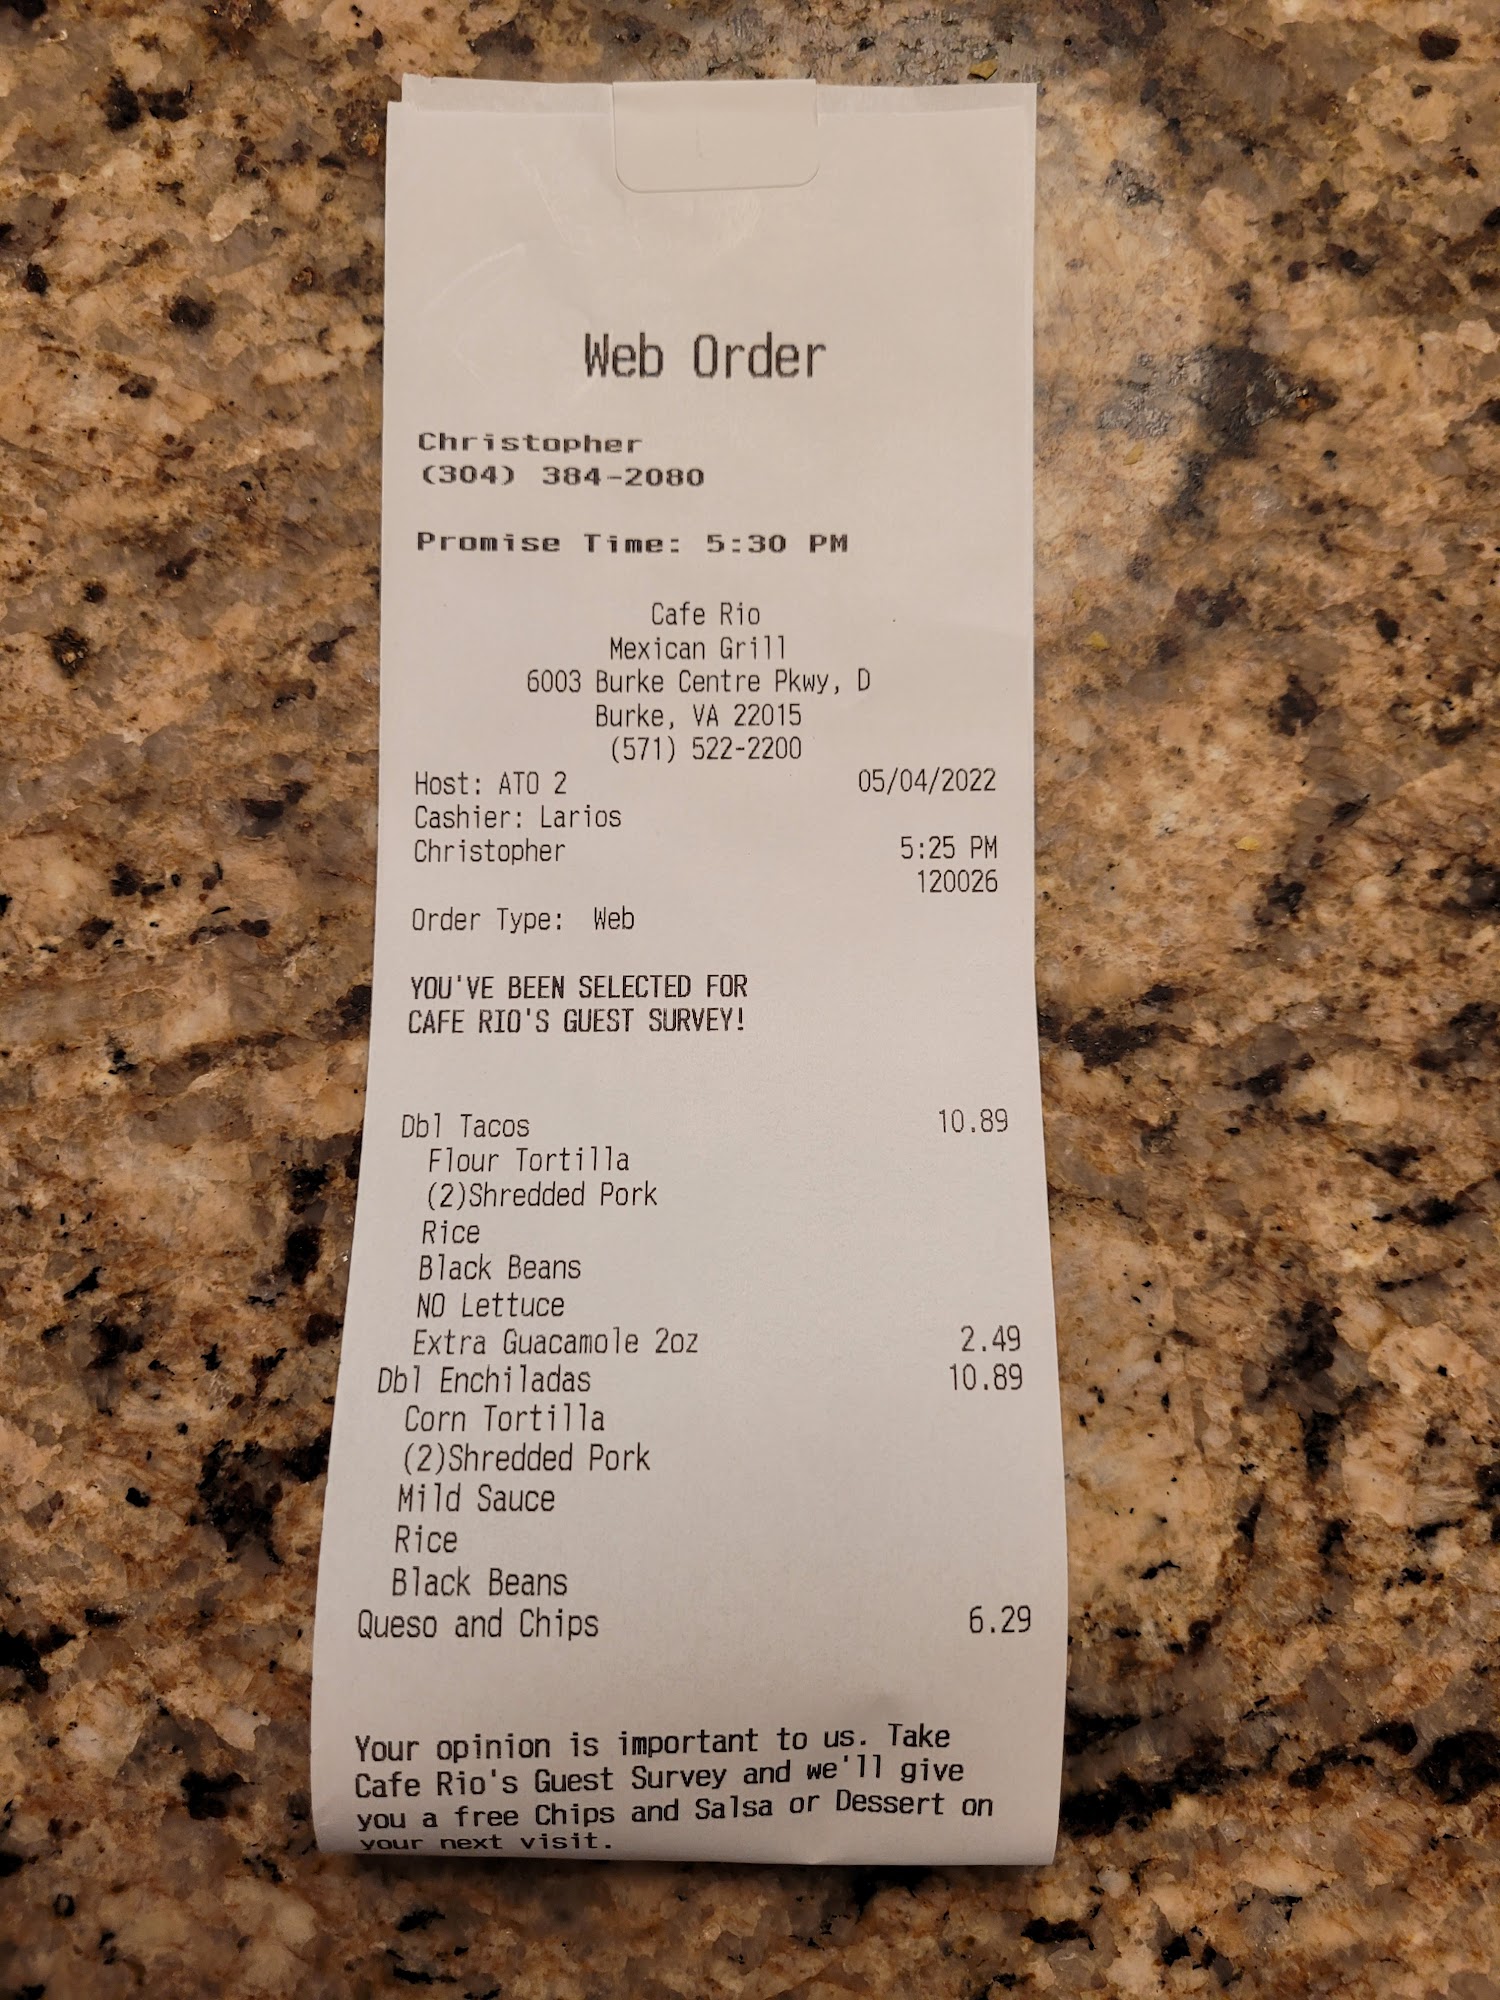 Web Order
Christopher
(304) 384-2080
Promise Time: 5:30 PM
Cafe Rio
Mexican Grill
6003 Burke Centre Pkwy, D
Burke, VA 22015
(571) 522-2200
Host: ATO 2 05/04/2022
Cashier: Larios
Christopher 5:25 PM
120026
Order Type: Web
YOU'VE BEEN SELECTED FOR
CAFE RIO'S GUEST SURVEY!
Dbl Tacos 10.89
Flour Tortilla
(2)Shredded Pork
Rice
Black Beans
NO Lettuce
Extra Guacamole 2oz 2.49
Dbl Enchiladas 10.89
Corn Tortilla
(2)Shredded Pork
Mild Sauce
Rice
Black Beans
Queso and Chips 6.29
Your opinion is important to us. Take
Cafe Rio's Guest Survey and we'll give
you a free Chips and Salsa or Dessert on
your next visit.